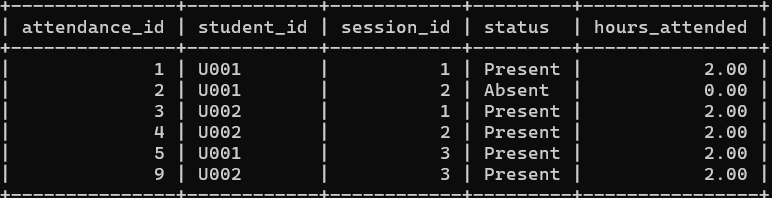 +---------------+------------+------------+---------+----------------+
| attendance_id | student_id | session_id | status  | hours_attended |
+---------------+------------+------------+---------+----------------+
|             1 | U001       |          1 | Present |           2.00 |
|             2 | U001       |          2 | Absent  |           0.00 |
|             3 | U002       |          1 | Present |           2.00 |
|             4 | U002       |          2 | Present |           2.00 |
|             5 | U001       |          3 | Present |           2.00 |
|             9 | U002       |          3 | Present |           2.00 |
+---------------+------------+------------+---------+----------------+